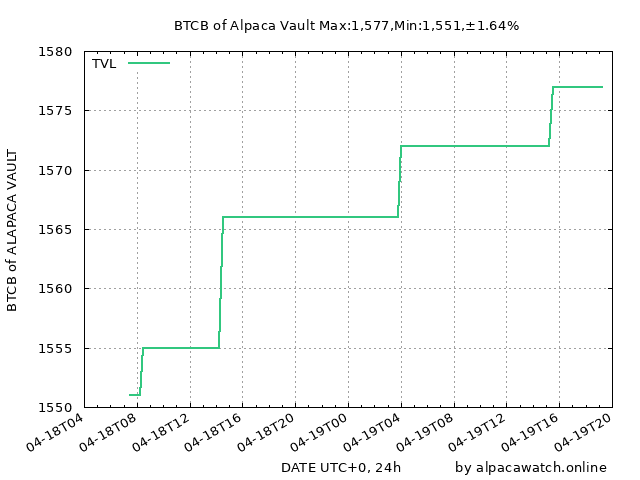 BTCB of Alpaca Vault Max:1,577,Min:1,551,±1.64%
TVL
BTCB of ALAPACA VAULT
1580
1575
1570
1565
1560
1555
1550
04-18T04
04-18T08
04-18T12
04-18T16
04-18T20
04-19T00
04-19T04
04-19T08
04-19T12
04-19T16
04-19T20
DATE UTC+0, 24h
by alpacawatch.online